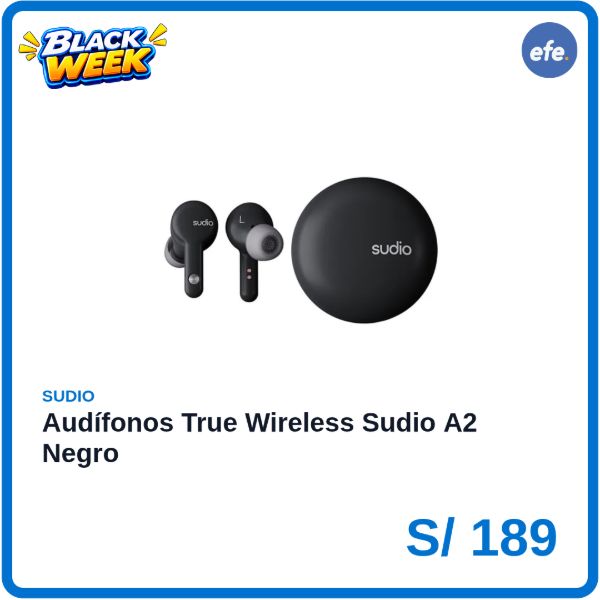 BLACK
WEEK
efe.
sudio
L
sudio
SUDIO
Audífonos True Wireless Sudio A2
Negro
S/ 189